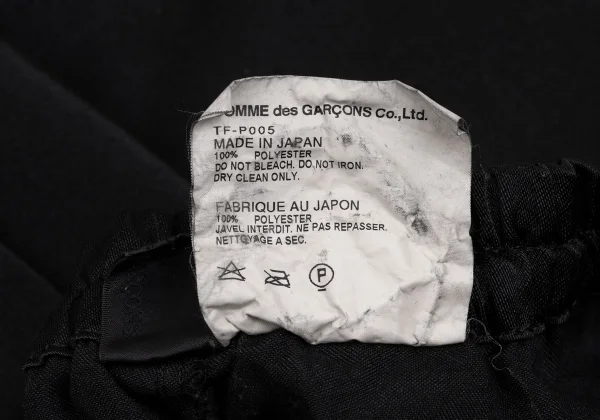 COMME des GARÇONS Co.,Ltd.
TF-P005
MADE IN JAPAN
100% POLYESTER
DO NOT BLEACH. DO NOT IRON.
DRY CLEAN ONLY.
FABRIQUE AU JAPON
100% POLYESTER
JAVEL INTERDIT. NE PAS REPASSER.
NETTOYAGE A SEC.
P